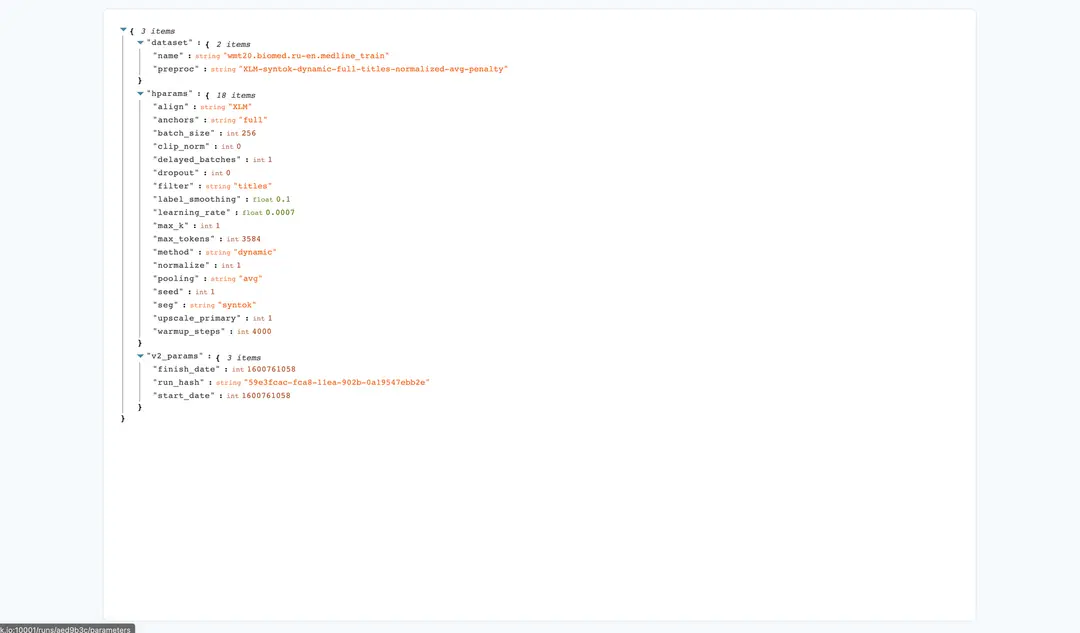 { 3 items
"dataset" : { 2 items
"name" : string "wmt20.biomed.ru-en.medline_train"
"preproc" : string "XLM-syntok-dynamic-full-titles-normalized-avg-penalty"
}
"hparams" : { 18 items
"align" : string "XLM"
"anchors" : string "full"
"batch_size" : int 256
"clip_norm" : int 0
"delayed_batches" : int 1
"dropout" : int 0
"filter" : string "titles"
"label_smoothing" : float 0.1
"learning_rate" : float 0.0007
"max_k" : int 1
"max_tokens" : int 3584
"method" : string "dynamic"
"normalize" : int 1
"pooling" : string "avg"
"seed" : int 1
"seg" : string "syntok"
"upscale_primary" : int 1
"warmup_steps" : int 4000
}
"v2_params" : { 3 items
"finish_date" : int 1600761058
"run_hash" : string "59e3fcac-fca8-11ea-902b-0a19547ebb2e"
"start_date" : int 1600761058
}
}
k.io:10001/runs/aed9b3c/parameters